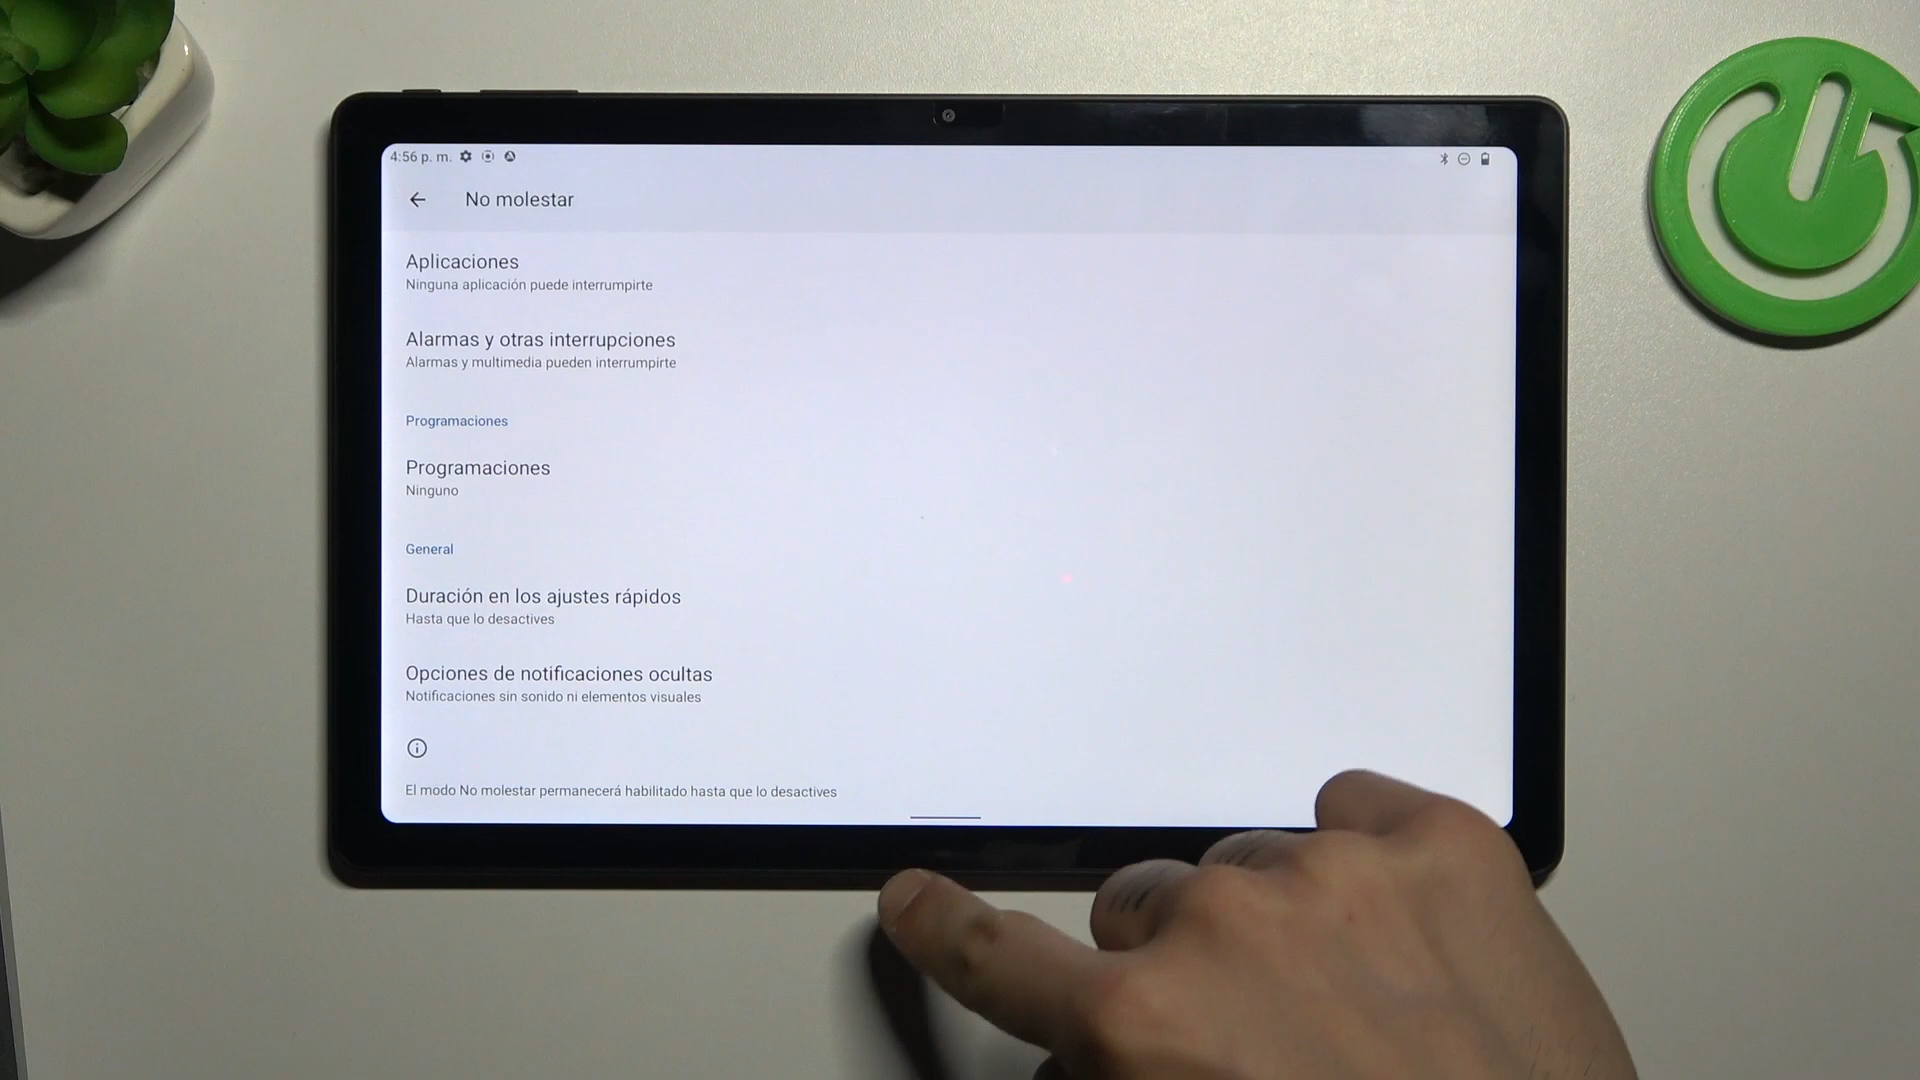 4:56 p. m.
No molestar
Aplicaciones
Ninguna aplicación puede interrumpirte
Alarmas y otras interrupciones
Alarmas y multimedia pueden interrumpirte
Programaciones
Programaciones
Ninguno
General
Duración en los ajustes rápidos
Hasta que lo desactives
Opciones de notificaciones ocultas
Notificaciones sin sonido ni elementos visuales
El modo No molestar permanecerá habilitado hasta que lo desactives